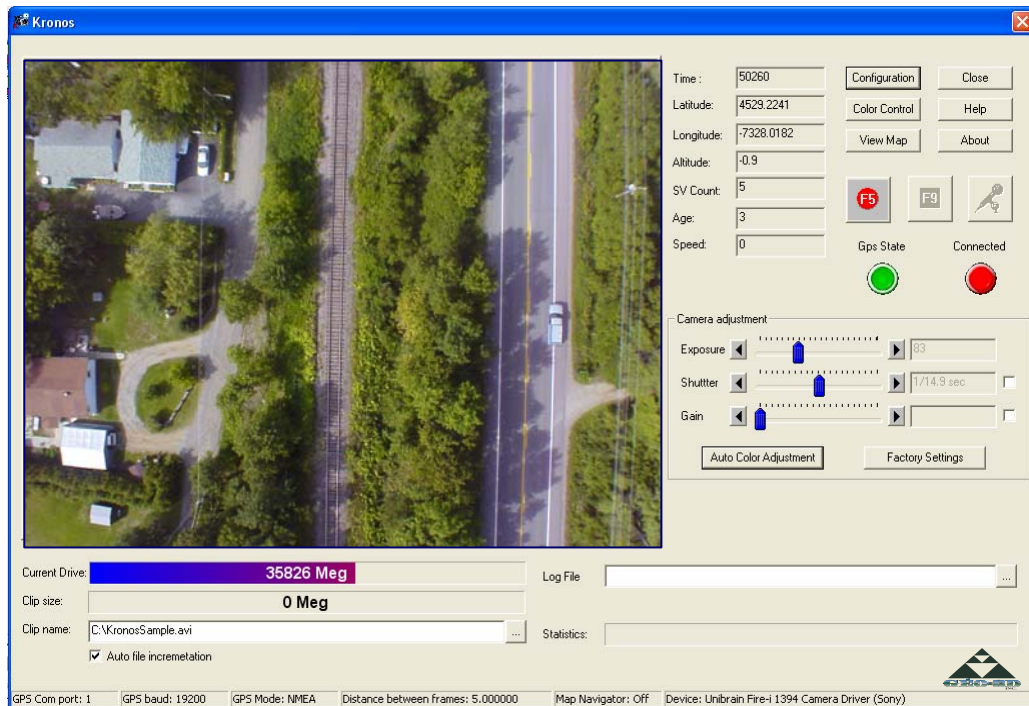 Kronos
Time : 50260
Latitude: 4529.2241
Longitude: -7328.0182
Altitude: -0.9
SV Count: 5
Age: 3
Speed: 0
Configuration Close
Color Control Help
View Map About
F5 F9
Gps State Connected
Camera adjustment
Exposure 83
Shuttter 1/14.9 sec
Gain
Auto Color Adjustment Factory Settings
Current Drive: 35826 Meg
Clip size: 0 Meg
Clip name: C:\KronosSample.avi ...
Auto file incremetation
Log File ...
Statistics:
GEO-3D
INC.
GPS Com port: 1 GPS baud: 19200 GPS Mode: NMEA Distance between frames: 5.000000 Map Navigator: Off Device: Unibrain Fire-i 1394 Camera Driver (Sony)